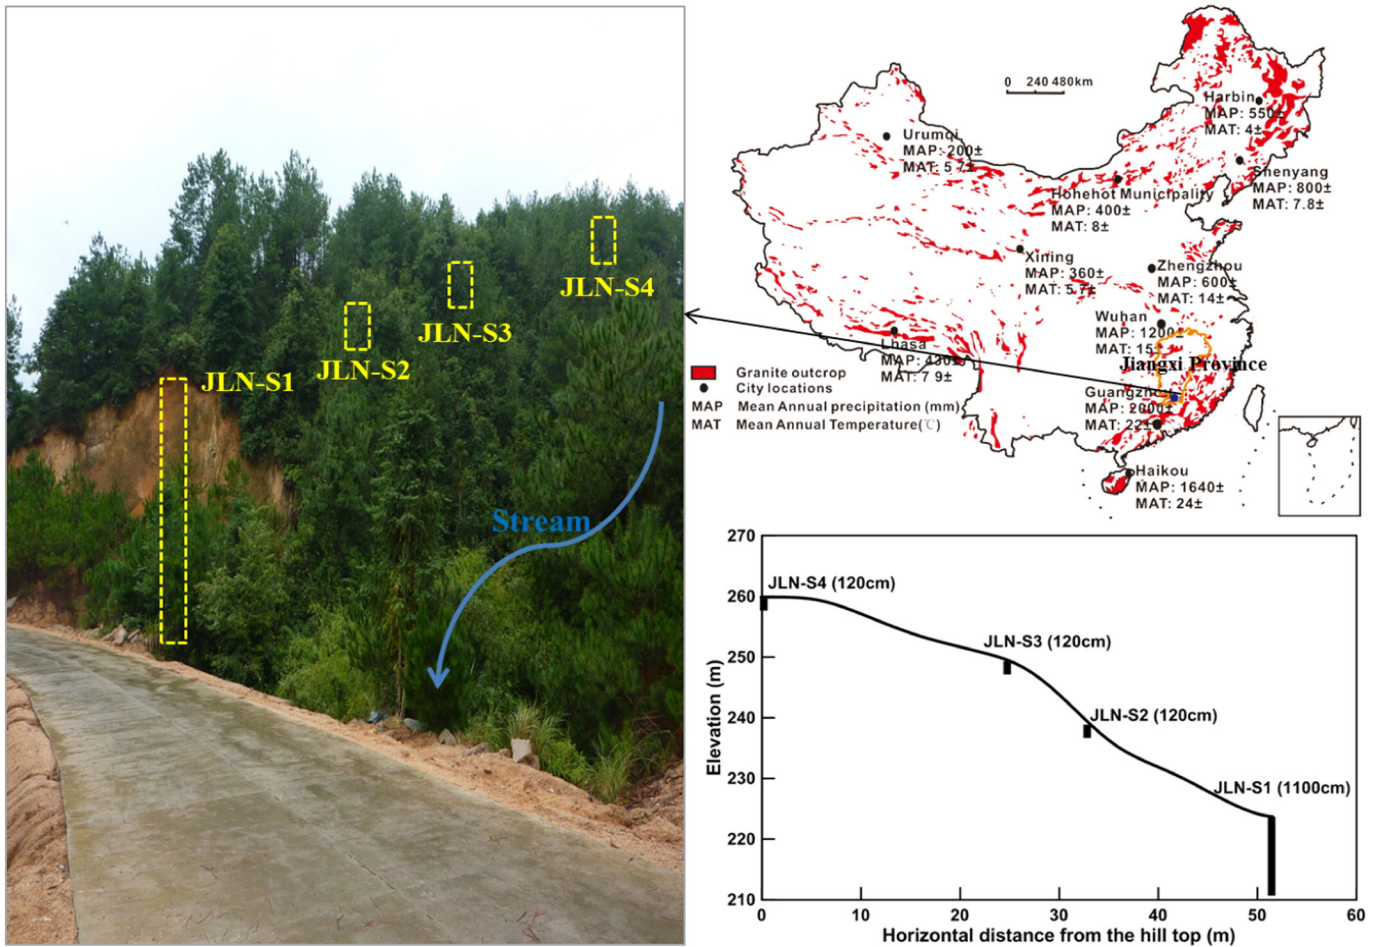 JLN-S1
JLN-S2
JLN-S3
JLN-S4
Stream
0 240 480km
Harbin
MAP: 550±
MAT: 4±
Urumqi
MAP: 200±
MAT: 5 7±
Shenyang
MAP: 800±
MAT: 7.8±
Hohehot Municipality
MAP: 400±
MAT: 8±
Xining
MAP: 360±
MAT: 5.7±
Zhengzhou
MAP: 600±
MAT: 14±
Wuhan
MAP: 1200±
MAT: 15±
Lhasa
MAP: 430±
MAT: 7 9±
Jiangxi Province
Guangzhou
MAP: 2000±
MAT: 22±
Haikou
MAP: 1640±
MAT: 24±
Granite outcrop
City locations
MAP Mean Annual precipitation (mm)
MAT Mean Annual Temperature(℃)
270
260
250
240
230
220
210
Elevation (m)
JLN-S4 (120cm)
JLN-S3 (120cm)
JLN-S2 (120cm)
JLN-S1 (1100cm)
0 10 20 30 40 50 60
Horizontal distance from the hill top (m)